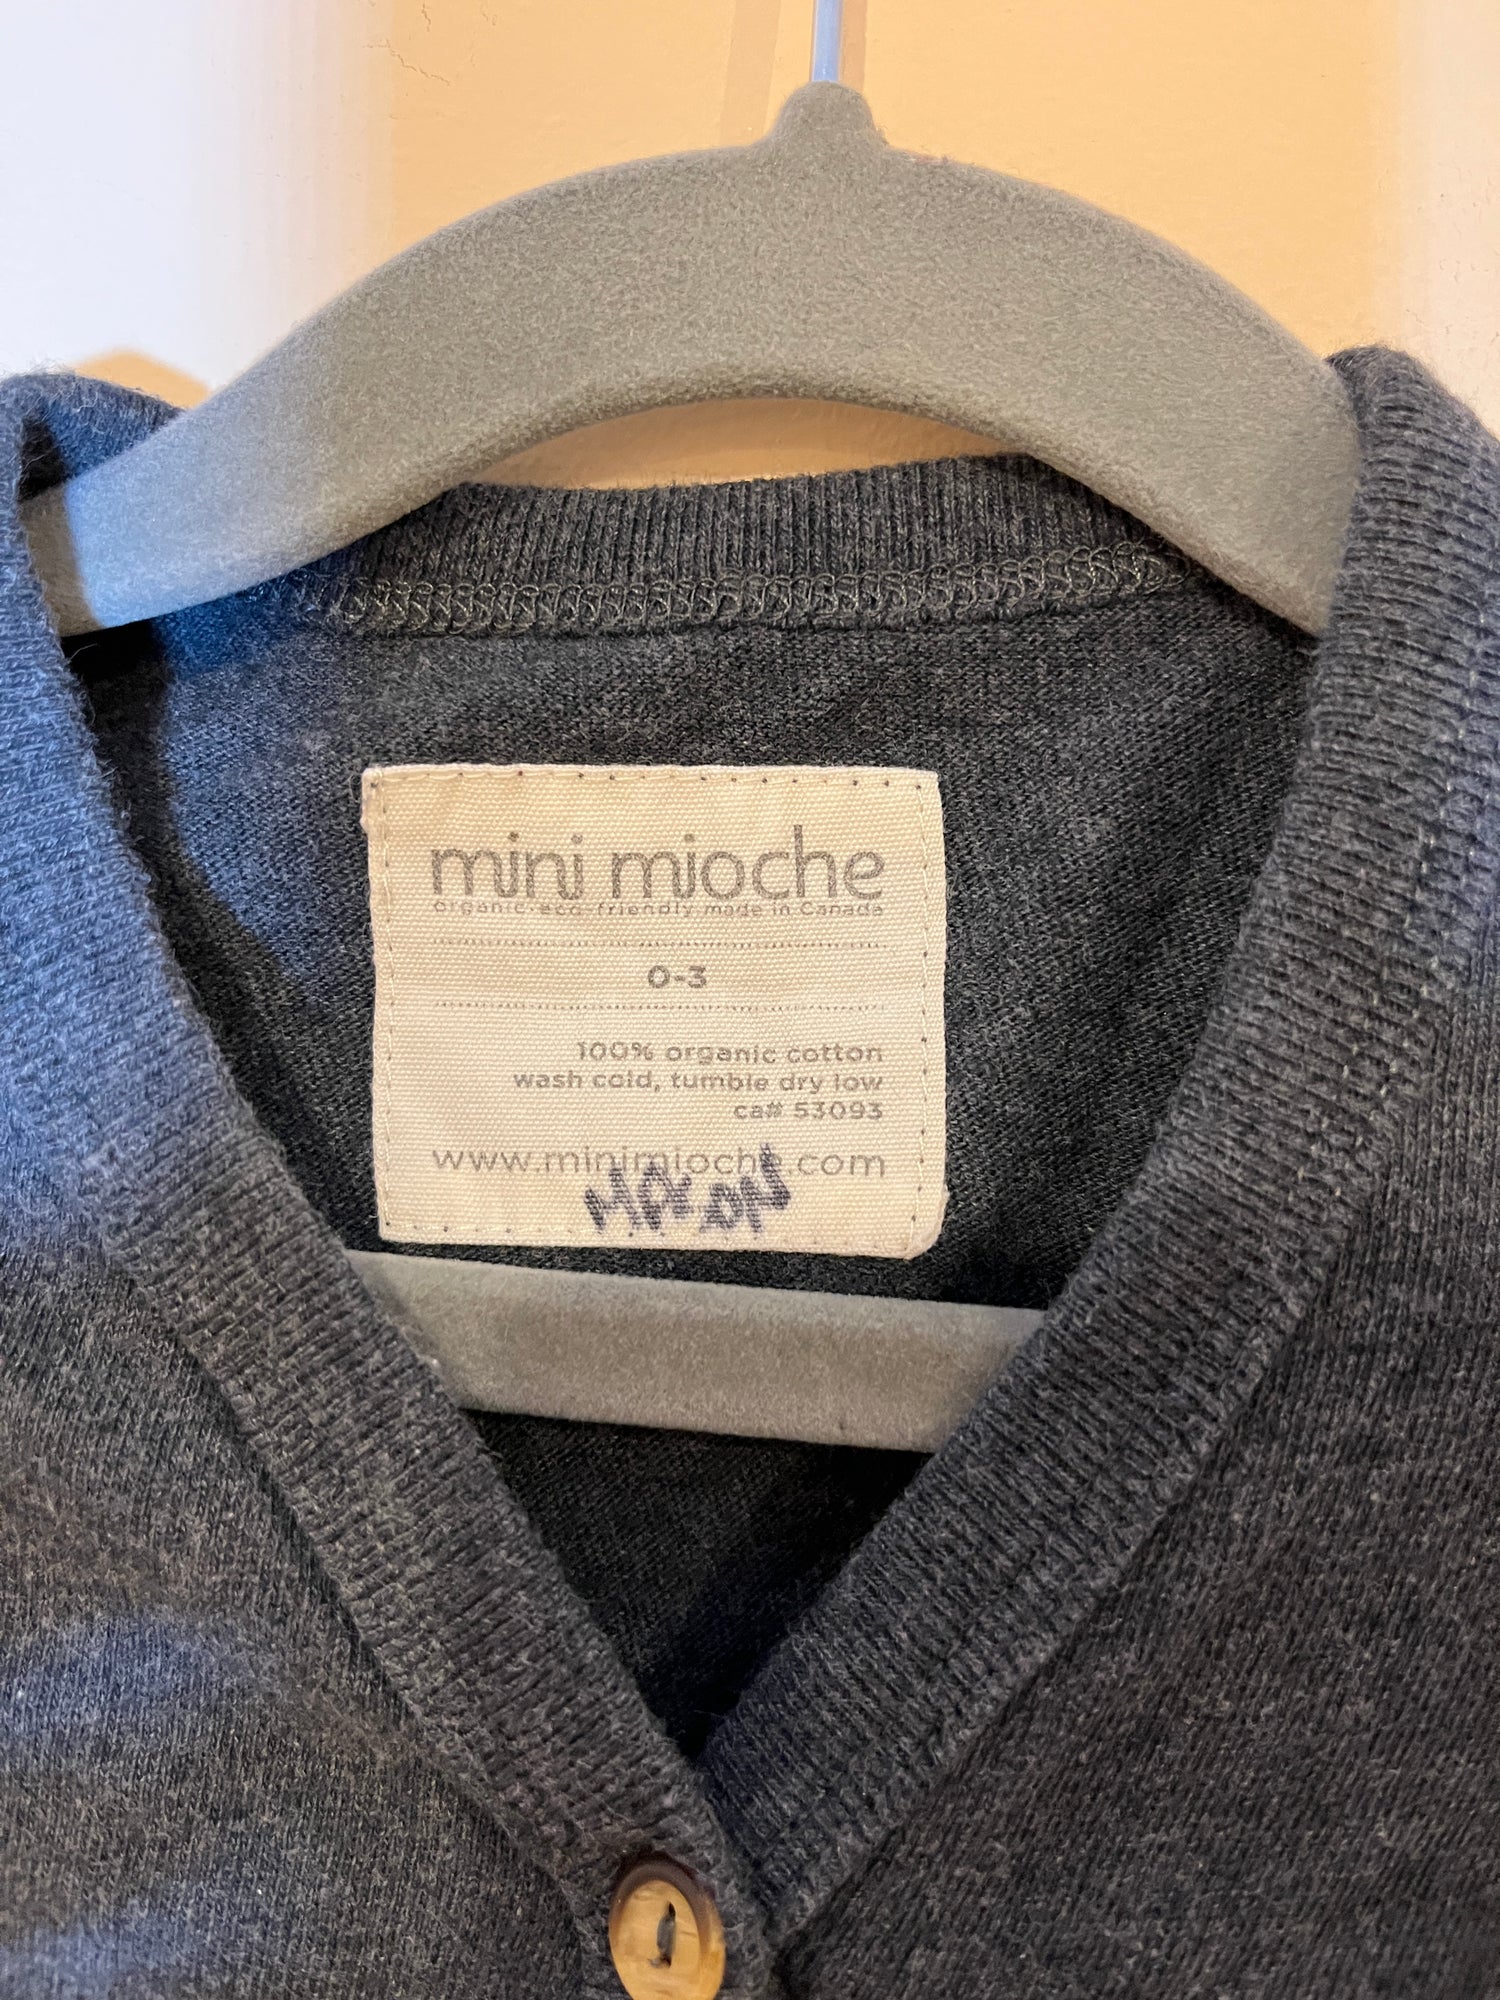 mini mioche
organic·eco-friendly made in Canada
0-3
100% organic cotton
wash cold, tumble dry low
ca# 53093
www.minimioche.com